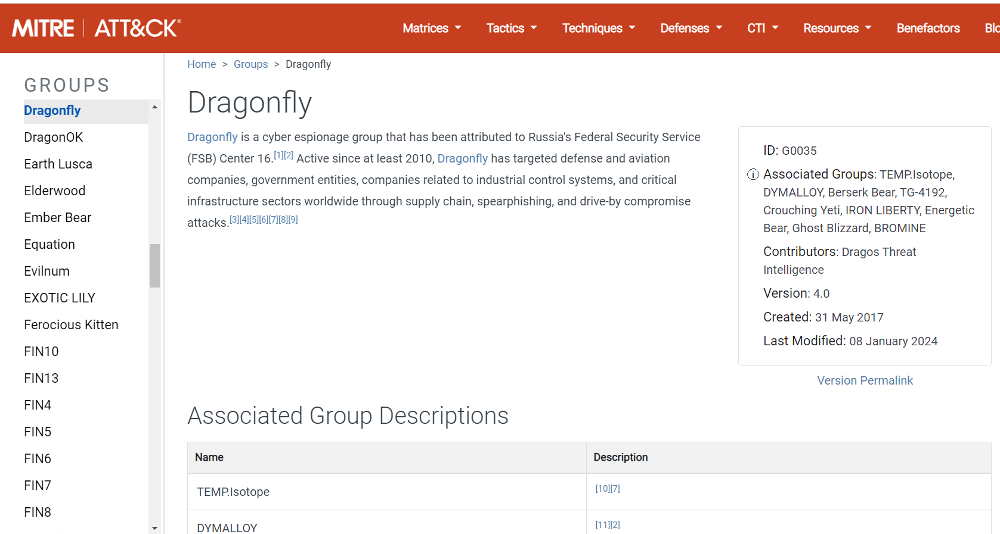 MITRE | ATT&CK®
Matrices Tactics Techniques Defenses CTI Resources Benefactors
GROUPS
Dragonfly
DragonOK
Earth Lusca
Elderwood
Ember Bear
Equation
Evilnum
EXOTIC LILY
Ferocious Kitten
FIN10
FIN13
FIN4
FIN5
FIN6
FIN7
FIN8
Home > Groups > Dragonfly
Dragonfly
Dragonfly is a cyber espionage group that has been attributed to Russia's Federal Security Service
(FSB) Center 16.[1][2] Active since at least 2010, Dragonfly has targeted defense and aviation
companies, government entities, companies related to industrial control systems, and critical
infrastructure sectors worldwide through supply chain, spearphishing, and drive-by compromise
attacks.[3][4][5][6][7][8][9]
ID: G0035
Associated Groups: TEMP.Isotope,
DYMALLOY, Berserk Bear, TG-4192,
Crouching Yeti, IRON LIBERTY, Energetic
Bear, Ghost Blizzard, BROMINE
Contributors: Dragos Threat
Intelligence
Version: 4.0
Created: 31 May 2017
Last Modified: 08 January 2024
Version Permalink
Associated Group Descriptions
Name Description
TEMP.Isotope [10][7]
DYMALLOY [11][2]